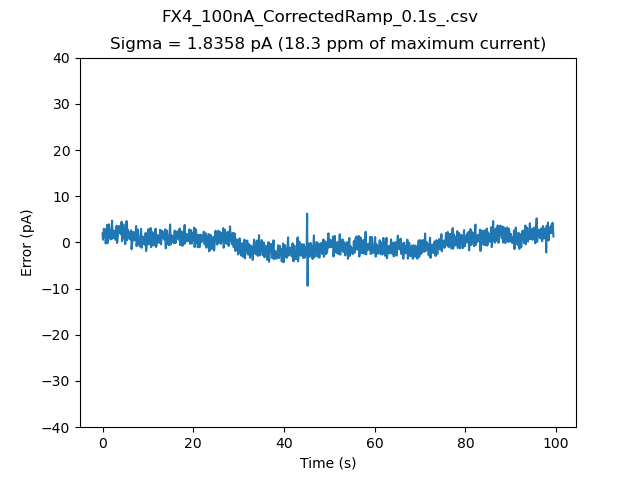 FX4_100nA_CorrectedRamp_0.1s_.csv
Sigma = 1.8358 pA (18.3 ppm of maximum current)
40
30
20
10
0
−10
−20
−30
−40
Error (pA)
0 20 40 60 80 100
Time (s)